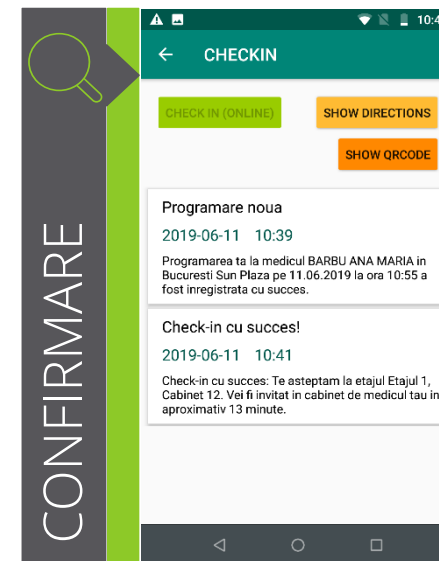 CONFIRMARE
10:4
CHECKIN
CHECK IN (ONLINE)
SHOW DIRECTIONS
SHOW QRCODE
Programare noua
2019-06-11 10:39
Programarea ta la medicul BARBU ANA MARIA in
Bucuresti Sun Plaza pe 11.06.2019 la ora 10:55 a
fost inregistrata cu succes.
Check-in cu succes!
2019-06-11 10:41
Check-in cu succes: Te asteptam la etajul Etajul 1,
Cabinet 12. Vei fi invitat in cabinet de medicul tau in
aproximativ 13 minute.